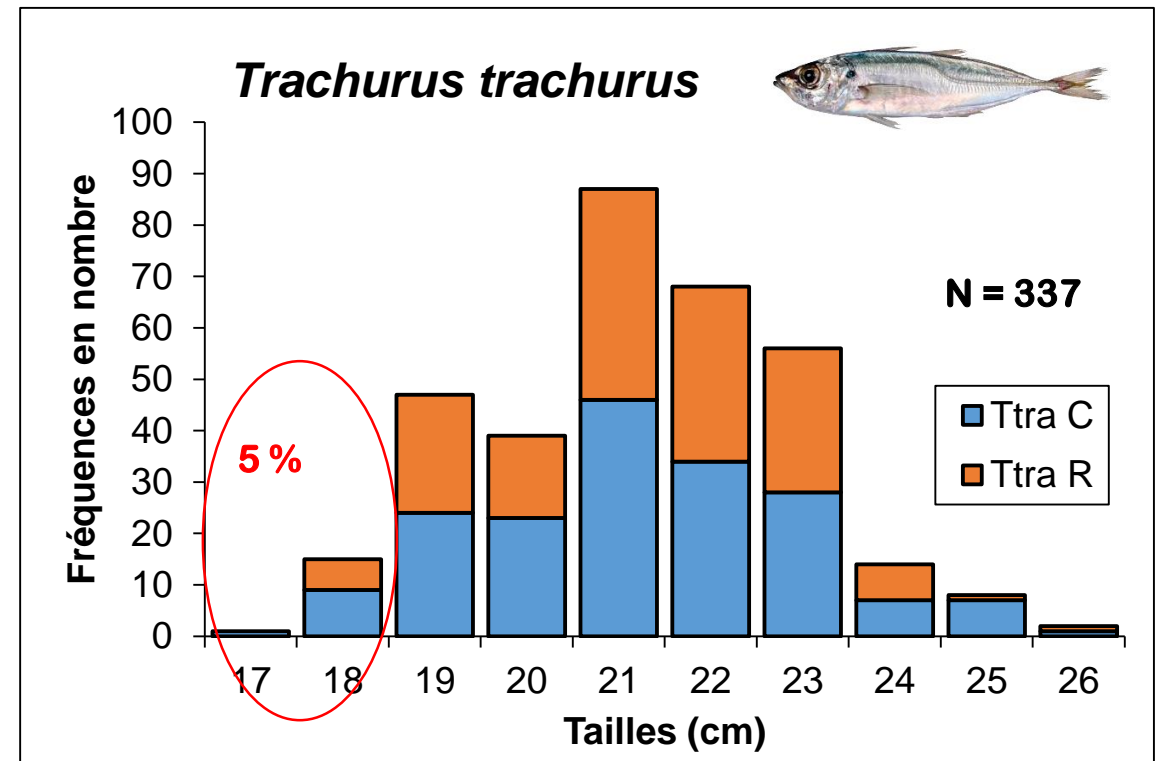 Trachurus trachurus
Fréquences en nombre
100
90
80
70
60
50
40
30
20
10
0
5 %
N = 337
Ttra C
Ttra R
17 18 19 20 21 22 23 24 25 26
Tailles (cm)